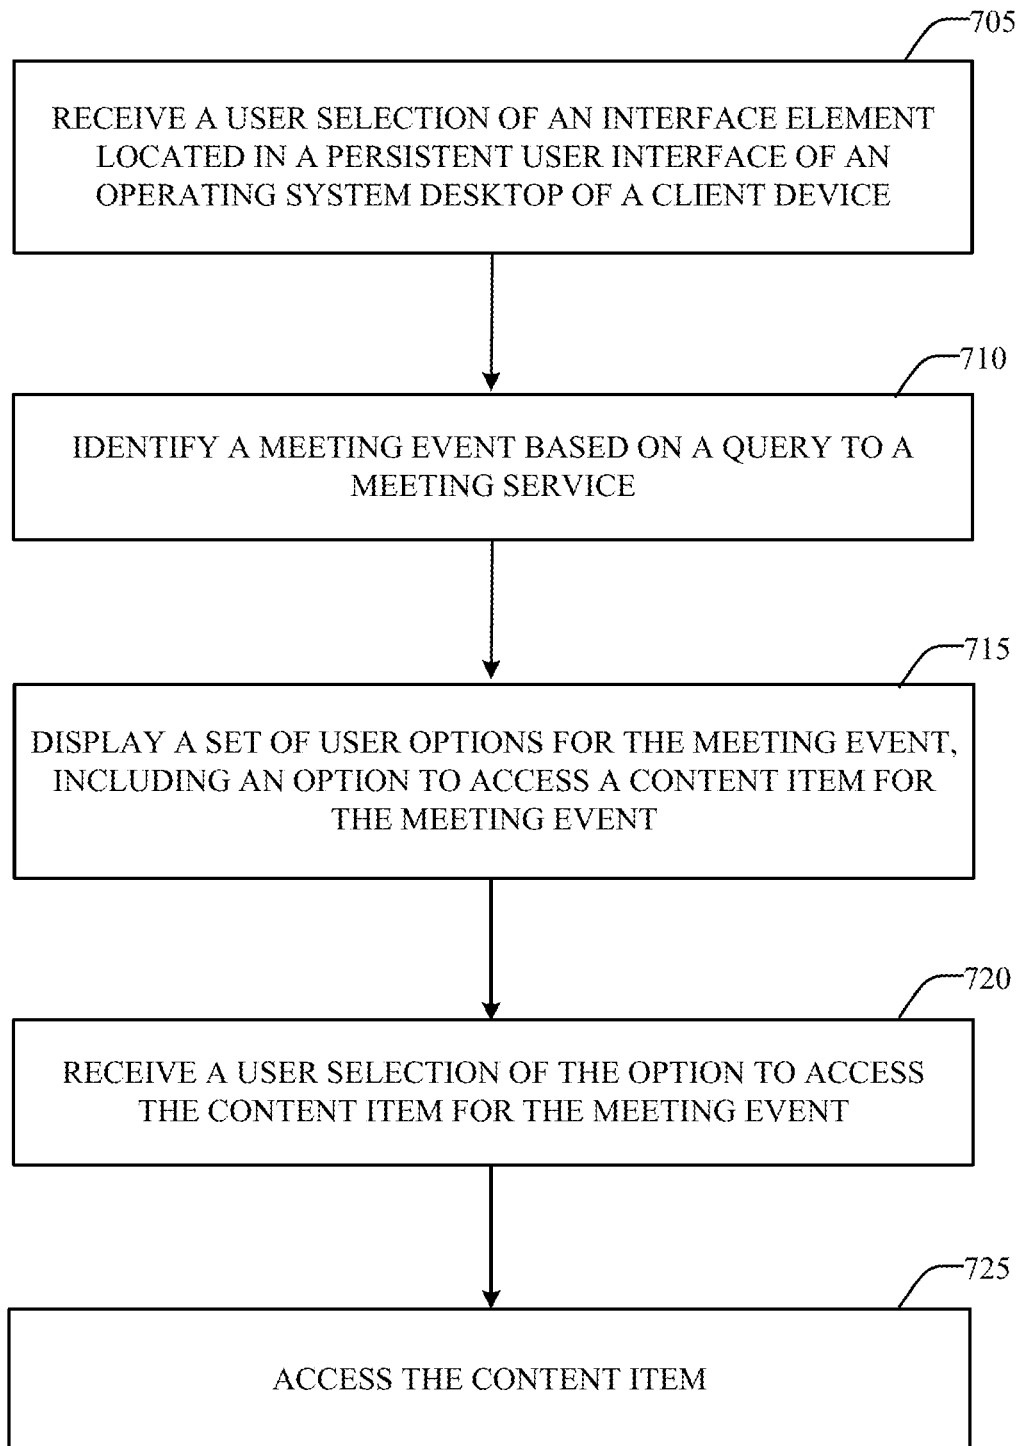 705
RECEIVE A USER SELECTION OF AN INTERFACE ELEMENT
LOCATED IN A PERSISTENT USER INTERFACE OF AN
OPERATING SYSTEM DESKTOP OF A CLIENT DEVICE
710
IDENTIFY A MEETING EVENT BASED ON A QUERY TO A
MEETING SERVICE
715
DISPLAY A SET OF USER OPTIONS FOR THE MEETING EVENT,
INCLUDING AN OPTION TO ACCESS A CONTENT ITEM FOR
THE MEETING EVENT
720
RECEIVE A USER SELECTION OF THE OPTION TO ACCESS
THE CONTENT ITEM FOR THE MEETING EVENT
725
ACCESS THE CONTENT ITEM